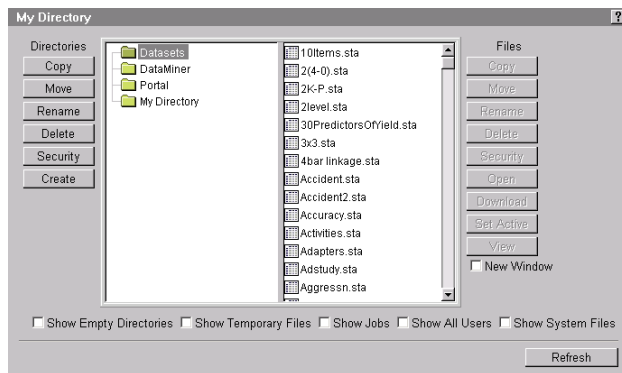 My Directory
?
Directories
Copy
Move
Rename
Delete
Security
Create
Datasets
DataMiner
Portal
My Directory
10Items.sta
2(4-0).sta
2K-P.sta
2level.sta
30PredictorsOfYield.sta
3x3.sta
4bar linkage.sta
Accident.sta
Accident2.sta
Accuracy.sta
Activities.sta
Adapters.sta
Adstudy.sta
Aggressn.sta
Files
Copy
Move
Rename
Delete
Security
Open
Download
Set Active
View
New Window
Show Empty Directories Show Temporary Files Show Jobs Show All Users Show System Files
Refresh